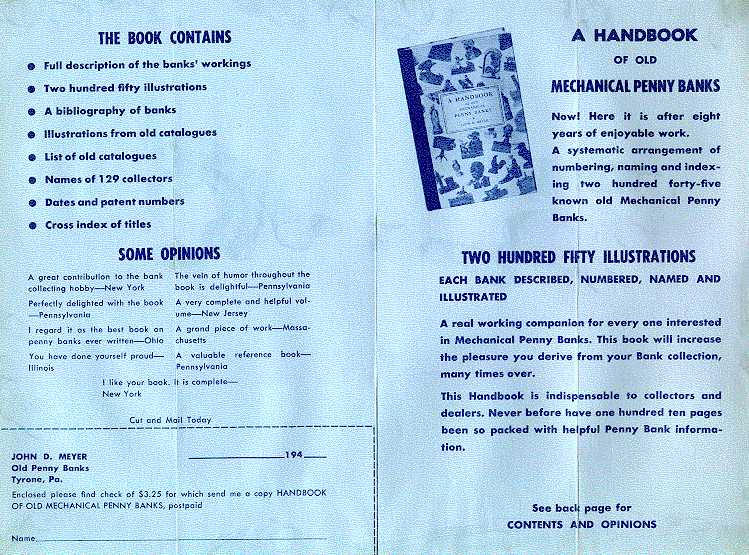 THE BOOK CONTAINS
● Full description of the banks' workings
● Two hundred fifty illustrations
● A bibliography of banks
● Illustrations from old catalogues
● List of old catalogues
● Names of 129 collectors
● Dates and patent numbers
● Cross index of titles
SOME OPINIONS
A great contribution to the bank
collecting hobby—New York
Perfectly delighted with the book
—Pennsylvania
I regard it as the best book on
penny banks ever written—Ohio
You have done yourself proud—
Illinois
The vein of humor throughout the
book is delightful—Pennsylvania
A very complete and helpful vol-
ume—New Jersey
A grand piece of work—Massa-
chusetts
A valuable reference book—
Pennsylvania
I like your book. It is complete—
New York
Cut and Mail Today
JOHN D. MEYER
Old Penny Banks
Tyrone, Pa.
____________________194____
Enclosed please find check of $3.25 for which send me a copy HANDBOOK
OF OLD MECHANICAL PENNY BANKS, postpaid
Name____________________
A HANDBOOK
OF OLD
MECHANICAL PENNY BANKS
A HANDBOOK
PENNY BANKS
Now! Here it is after eight
years of enjoyable work.
A systematic arrangement of
numbering, naming and index-
ing two hundred forty-five
known old Mechanical Penny
Banks.
TWO HUNDRED FIFTY ILLUSTRATIONS
EACH BANK DESCRIBED, NUMBERED, NAMED AND
ILLUSTRATED
A real working companion for every one interested
in Mechanical Penny Banks. This book will increase
the pleasure you derive from your Bank collection,
many times over.
This Handbook is indispensable to collectors and
dealers. Never before have one hundred ten pages
been so packed with helpful Penny Bank informa-
tion.
See back page for
CONTENTS AND OPINIONS